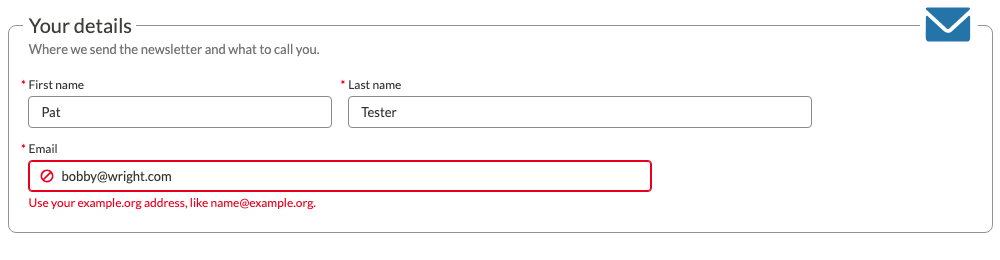 Your details
Where we send the newsletter and what to call you.
* First name
* Last name
Pat
Tester
* Email
bobby@wright.com
Use your example.org address, like name@example.org.